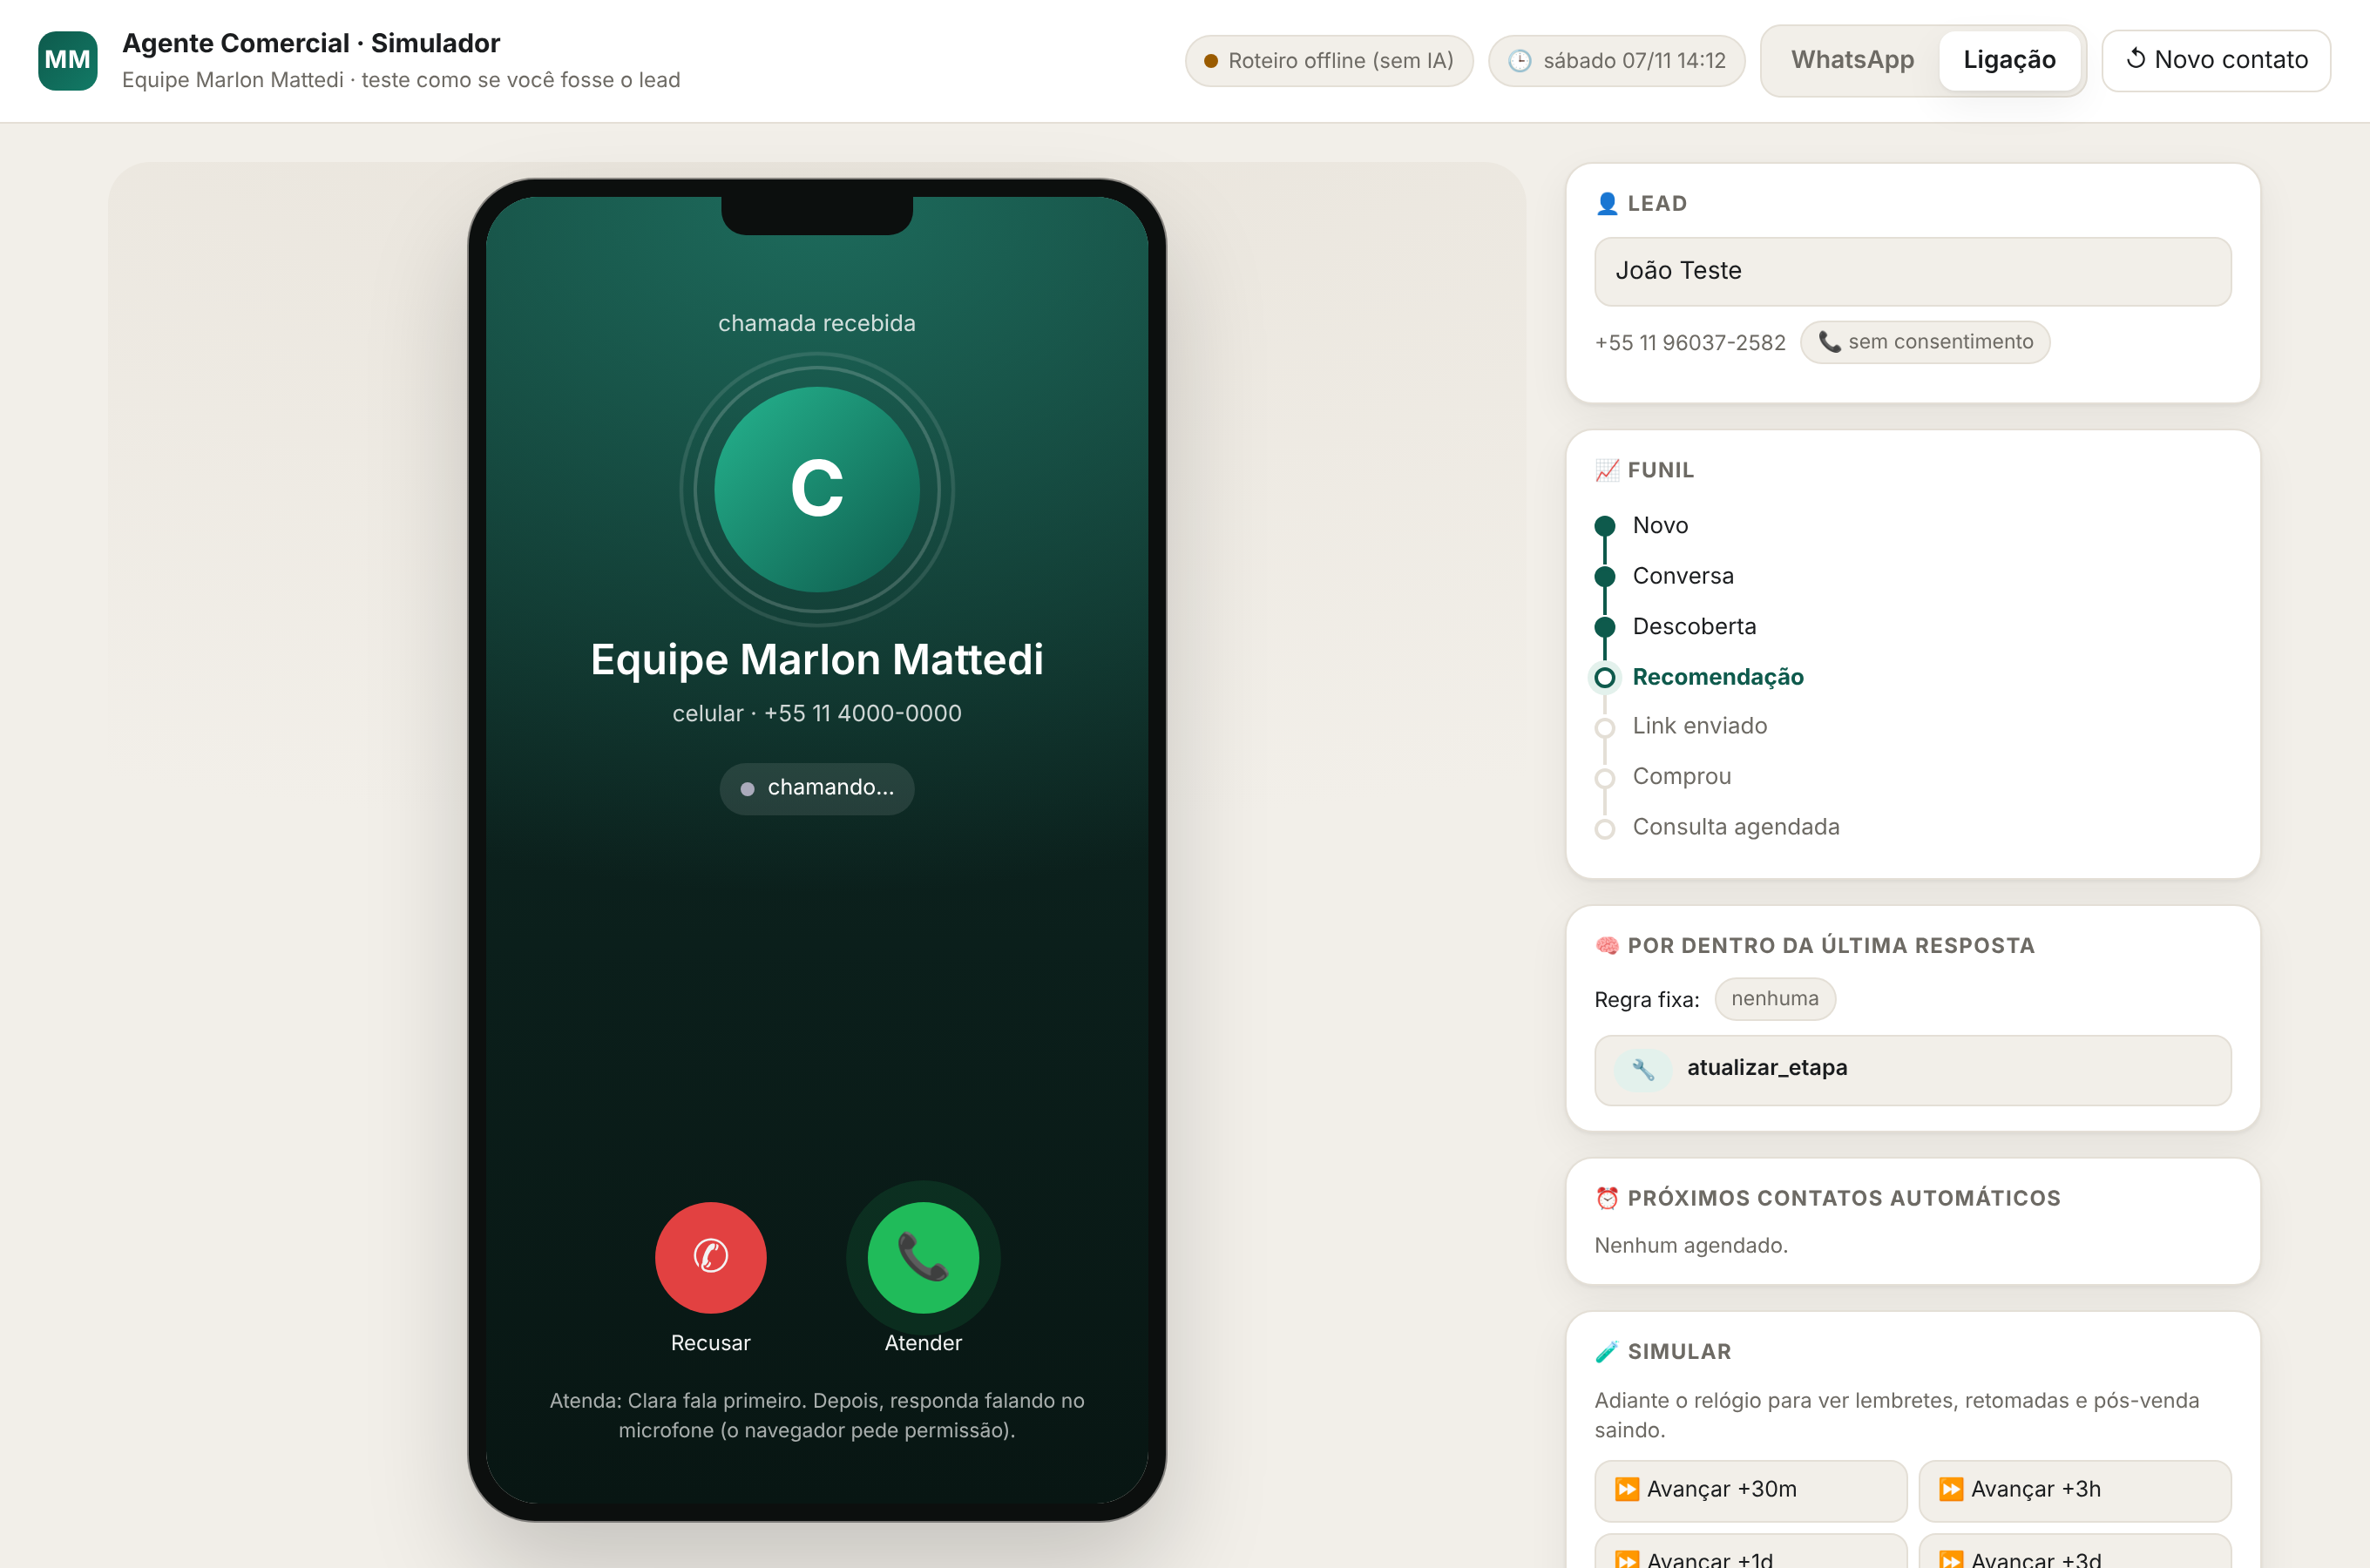 MM
Agente Comercial · Simulador
Equipe Marlon Mattedi · teste como se você fosse o lead
Roteiro offline (sem IA)
sábado 07/11 14:12
WhatsApp
Ligação
Novo contato
chamada recebida
C
Equipe Marlon Mattedi
celular · +55 11 4000-0000
chamando...
Recusar
Atender
Atenda: Clara fala primeiro. Depois, responda falando no
microfone (o navegador pede permissão).
LEAD
João Teste
+55 11 96037-2582
sem consentimento
FUNIL
Novo
Conversa
Descoberta
Recomendação
Link enviado
Comprou
Consulta agendada
POR DENTRO DA ÚLTIMA RESPOSTA
Regra fixa:
nenhuma
atualizar_etapa
PRÓXIMOS CONTATOS AUTOMÁTICOS
Nenhum agendado.
SIMULAR
Adiante o relógio para ver lembretes, retomadas e pós-venda
saindo.
Avançar +30m
Avançar +3h
Avançar +1d
Avançar +3d